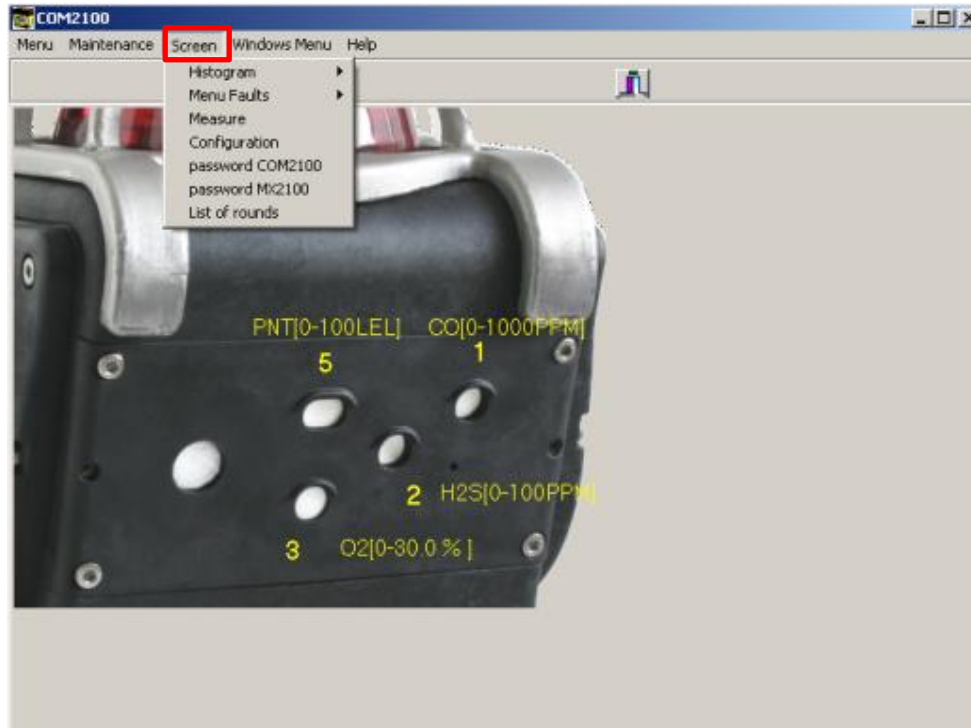 COM2100
Menu Maintenance Screen Windows Menu Help
Histogram
Menu Faults
Measure
Configuration
password COM2100
password MX2100
List of rounds
PNT[0-100LEL] CO[0-1000PPM]
5 1
2 H2S[0-100PPM]
3 O2[0-30.0 % ]